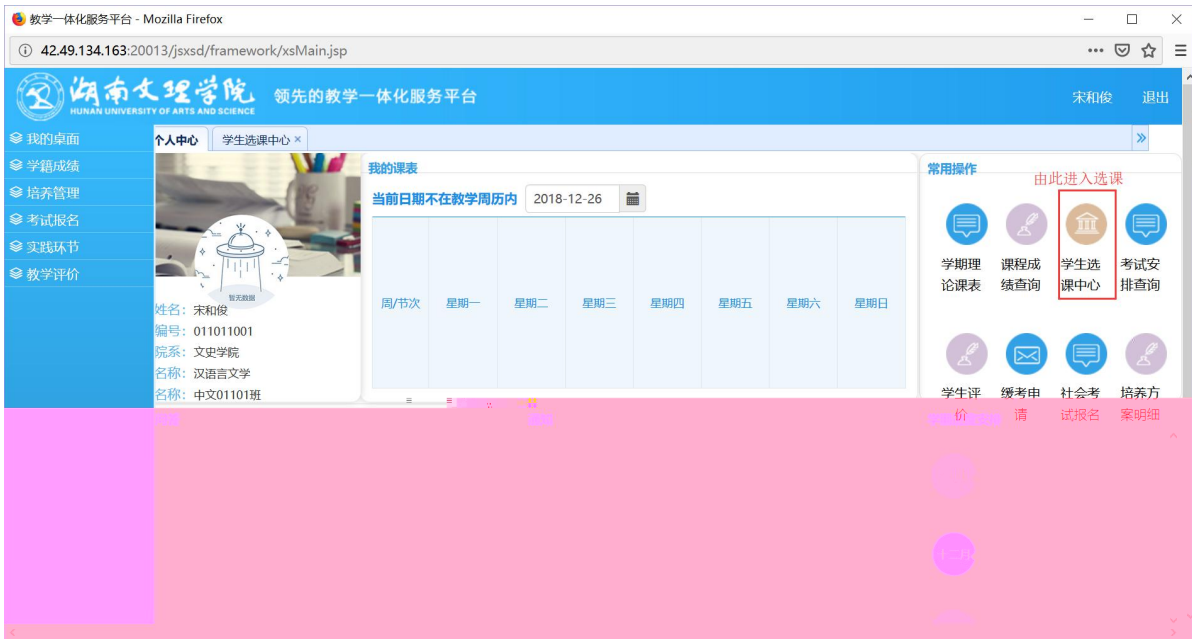 教学一体化服务平台 - Mozilla Firefox
42.49.134.163:20013/jsxsd/framework/xsMain.jsp
湖南文理学院
HUNAN UNIVERSITY OF ARTS AND SCIENCE
领先的教学一体化服务平台
宋和俊 退出
我的桌面
学籍成绩
培养管理
考试报名
实践环节
教学评价
个人中心 学生选课中心 ×
暂无数据
姓名：宋和俊
编号：011011001
院系：文史学院
名称：汉语言文学
名称：中文01101班
我的课表
当前日期不在教学周历内 2018-12-26
周/节次 星期一 星期二 星期三 星期四 星期五 星期六 星期日
常用操作
由此进入选课
学期理论课表
课程成绩查询
学生选课中心
考试安排查询
学生评价
缓考申请
社会考试报名
培养方案明细
十二月